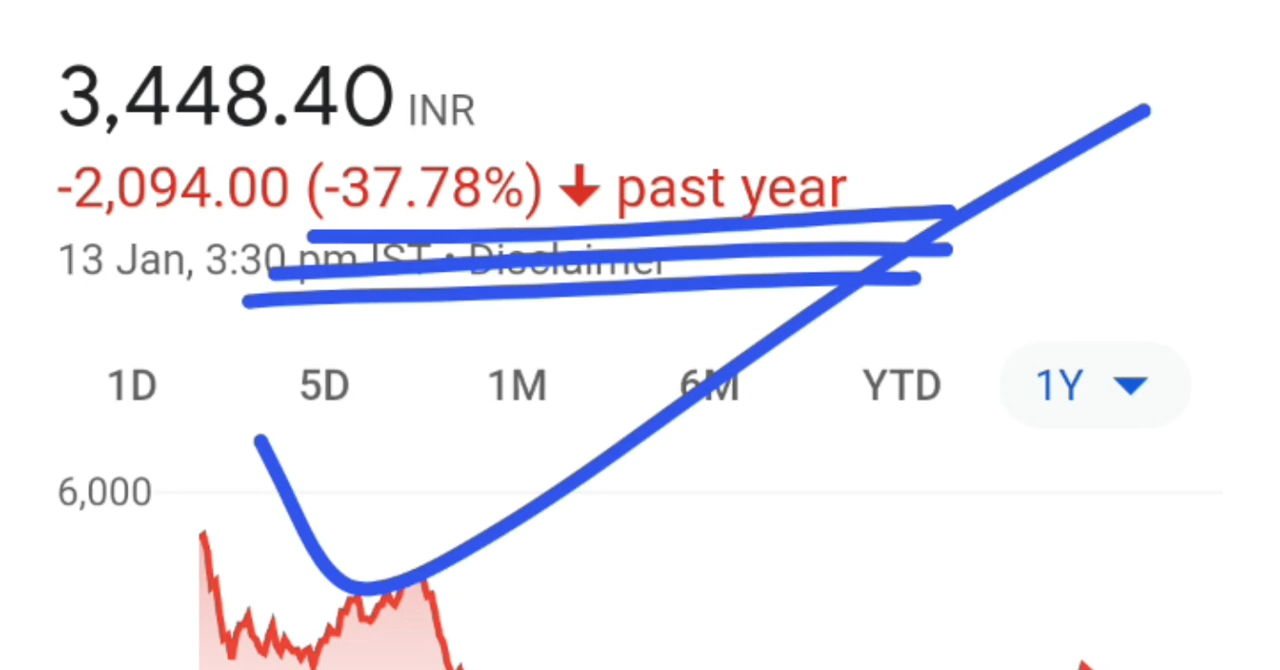 3,448.40 INR
-2,094.00 (-37.78%) ↓ past year
13 Jan, 3:30 pm IST • Disclaimer
1D 5D 1M 6M YTD 1Y
6,000